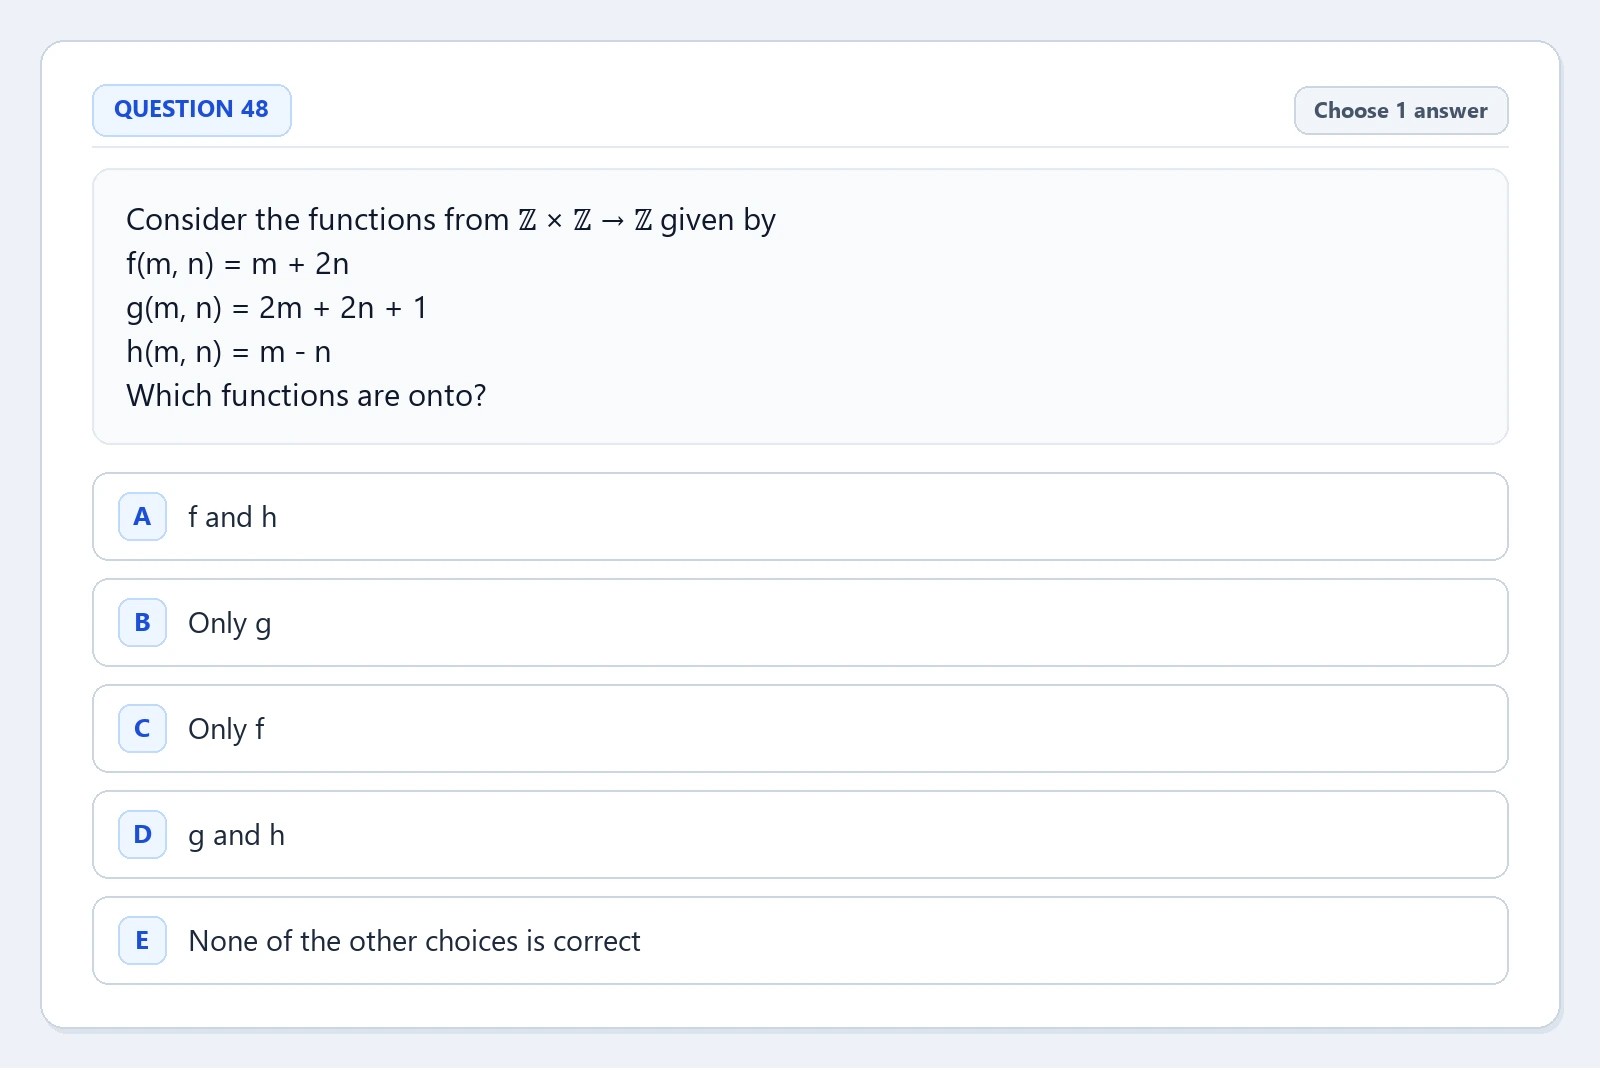 QUESTION 48
Choose 1 answer
Consider the functions from ℤ × ℤ → ℤ given by
f(m, n) = m + 2n
g(m, n) = 2m + 2n + 1
h(m, n) = m - n
Which functions are onto?
A f and h
B Only g
C Only f
D g and h
E None of the other choices is correct